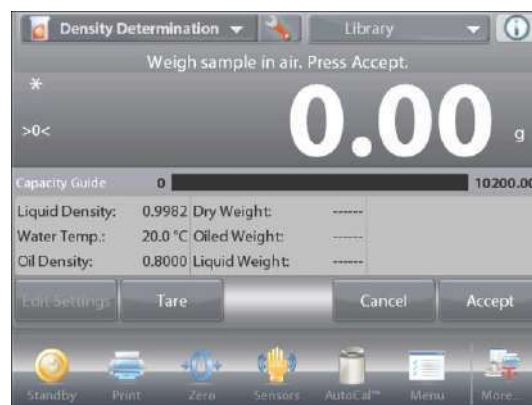 Density Determination Library
Weigh sample in air. Press Accept.
*
>0<
0.00 g
Capacity Guide 0 10200.00
Liquid Density: 0.9982 Dry Weight: ------
Water Temp.: 20.0 °C Oiled Weight: ------
Oil Density: 0.8000 Liquid Weight: ------
Edit Settings Tare Cancel Accept
Standby Print Zero Sensors AutoCal™ Menu More...